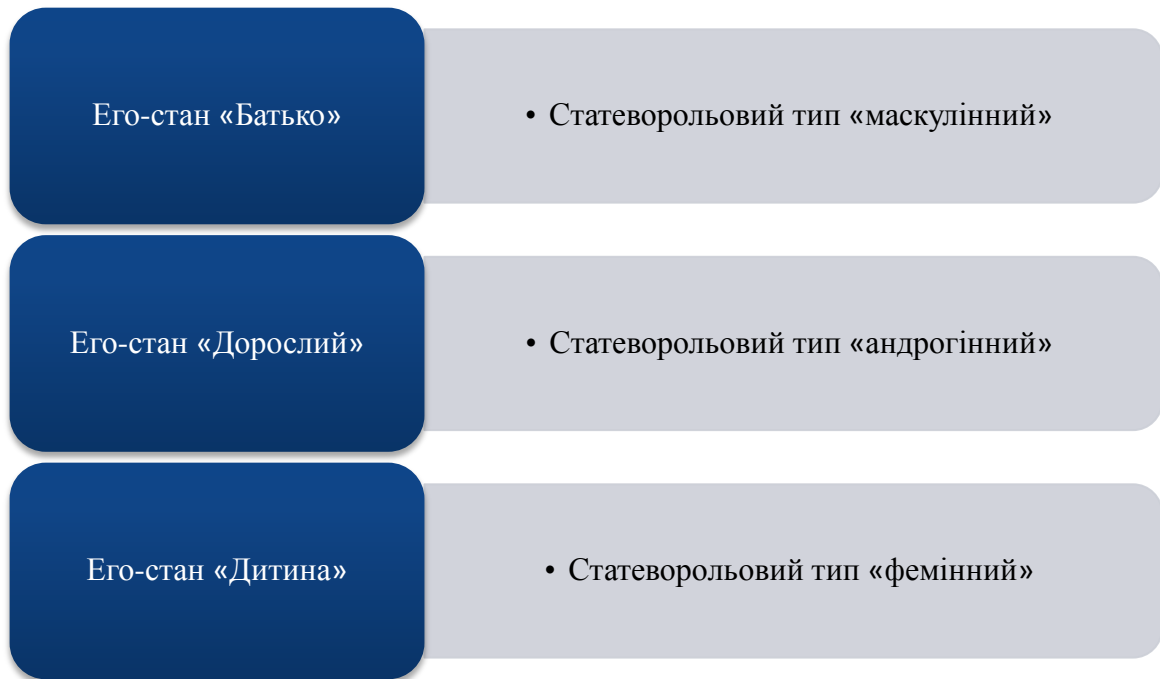 Его-стан «Батько»
• Статеворольовий тип «маскулінний»
Его-стан «Дорослий»
• Статеворольовий тип «андрогінний»
Его-стан «Дитина»
• Статеворольовий тип «фемінний»